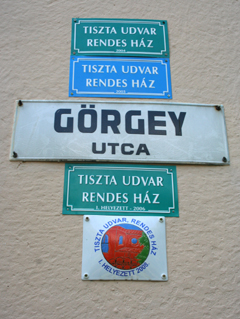 TISZTA UDVAR
RENDES HÁZ
TISZTA UDVAR
RENDES HÁZ
GÖRGEY
UTCA
TISZTA UDVAR
RENDES HÁZ
I. HELYEZETT - 2006
TISZTA UDVAR, RENDES HÁZ
I. HELYEZETT 2008.